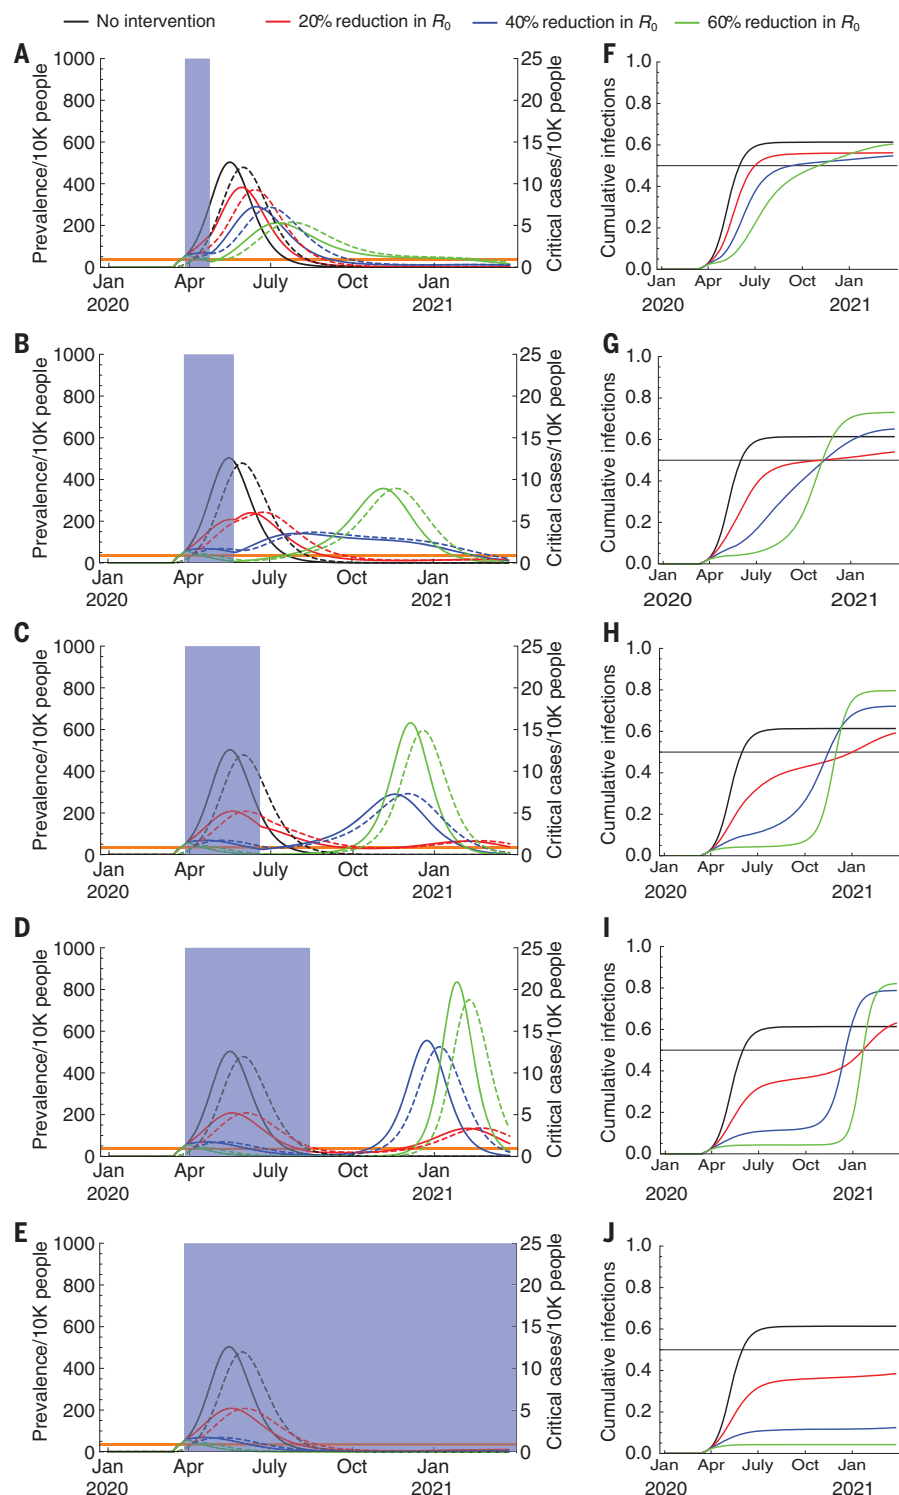 No intervention 20% reduction in R0 40% reduction in R0 60% reduction in R0
A
Prevalence/10K people
1000
800
600
400
200
0
25
20
15
10
5
0
Critical cases/10K people
Jan Apr July Oct Jan
2020 2021
F
Cumulative infections
1.0
0.8
0.6
0.4
0.2
0.0
Jan Apr July Oct Jan
2020 2021
B
Prevalence/10K people
1000
800
600
400
200
0
25
20
15
10
5
0
Critical cases/10K people
Jan Apr July Oct Jan
2020 2021
G
Cumulative infections
1.0
0.8
0.6
0.4
0.2
0.0
Jan Apr July Oct Jan
2020 2021
C
Prevalence/10K people
1000
800
600
400
200
0
25
20
15
10
5
0
Critical cases/10K people
Jan Apr July Oct Jan
2020 2021
H
Cumulative infections
1.0
0.8
0.6
0.4
0.2
0.0
Jan Apr July Oct Jan
2020 2021
D
Prevalence/10K people
1000
800
600
400
200
0
25
20
15
10
5
0
Critical cases/10K people
Jan Apr July Oct Jan
2020 2021
I
Cumulative infections
1.0
0.8
0.6
0.4
0.2
0.0
Jan Apr July Oct Jan
2020 2021
E
Prevalence/10K people
1000
800
600
400
200
0
25
20
15
10
5
0
Critical cases/10K people
Jan Apr July Oct Jan
2020 2021
J
Cumulative infections
1.0
0.8
0.6
0.4
0.2
0.0
Jan Apr July Oct Jan
2020 2021